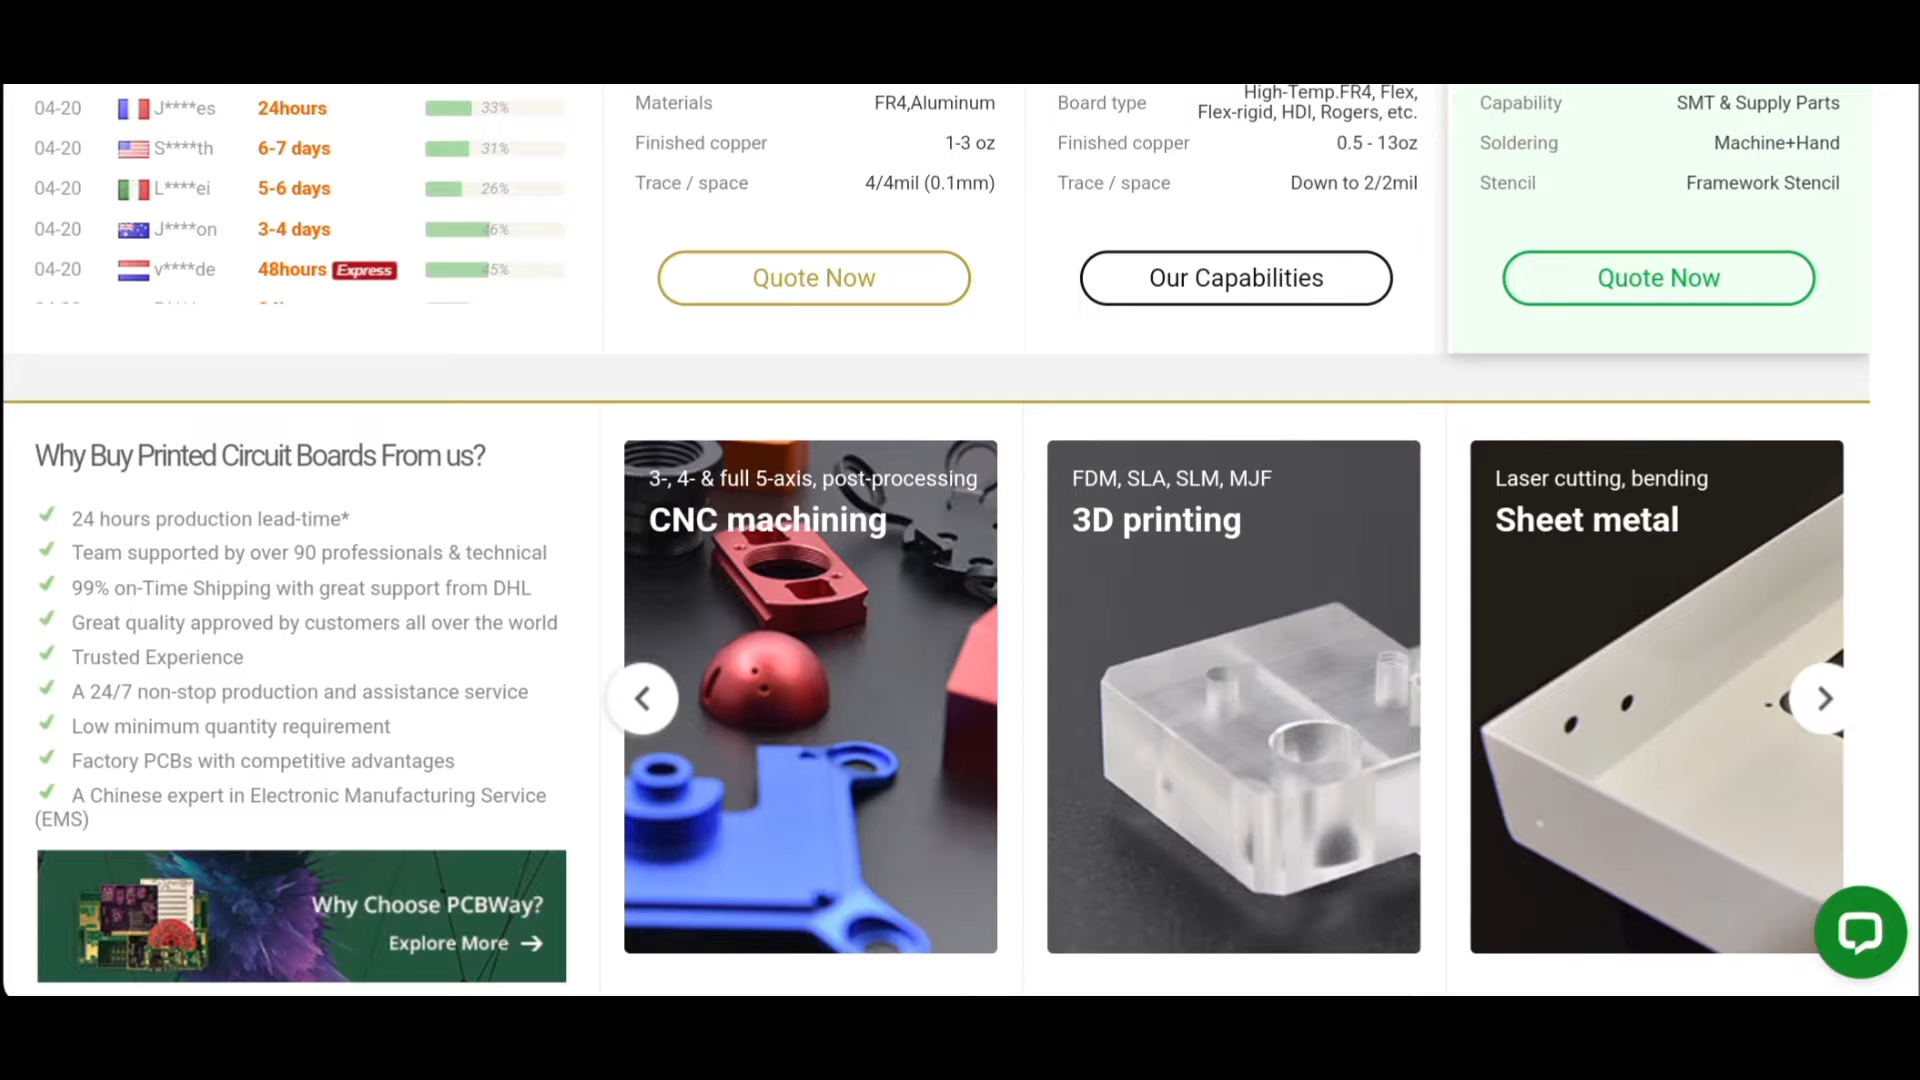 04-20 J****es 24hours 33%
04-20 S****th 6-7 days 31%
04-20 L****ei 5-6 days 26%
04-20 J****on 3-4 days 46%
04-20 v****de 48hours Express 45%
Materials FR4,Aluminum
Finished copper 1-3 oz
Trace / space 4/4mil (0.1mm)
Quote Now
High-Temp.FR4, Flex,
Board type Flex-rigid, HDI, Rogers, etc.
Finished copper 0.5 - 13oz
Trace / space Down to 2/2mil
Our Capabilities
Capability SMT & Supply Parts
Soldering Machine+Hand
Stencil Framework Stencil
Quote Now
Why Buy Printed Circuit Boards From us?
24 hours production lead-time*
Team supported by over 90 professionals & technical
99% on-Time Shipping with great support from DHL
Great quality approved by customers all over the world
Trusted Experience
A 24/7 non-stop production and assistance service
Low minimum quantity requirement
Factory PCBs with competitive advantages
A Chinese expert in Electronic Manufacturing Service
(EMS)
Why Choose PCBWay?
Explore More
3-, 4- & full 5-axis, post-processing
CNC machining
FDM, SLA, SLM, MJF
3D printing
Laser cutting, bending
Sheet metal